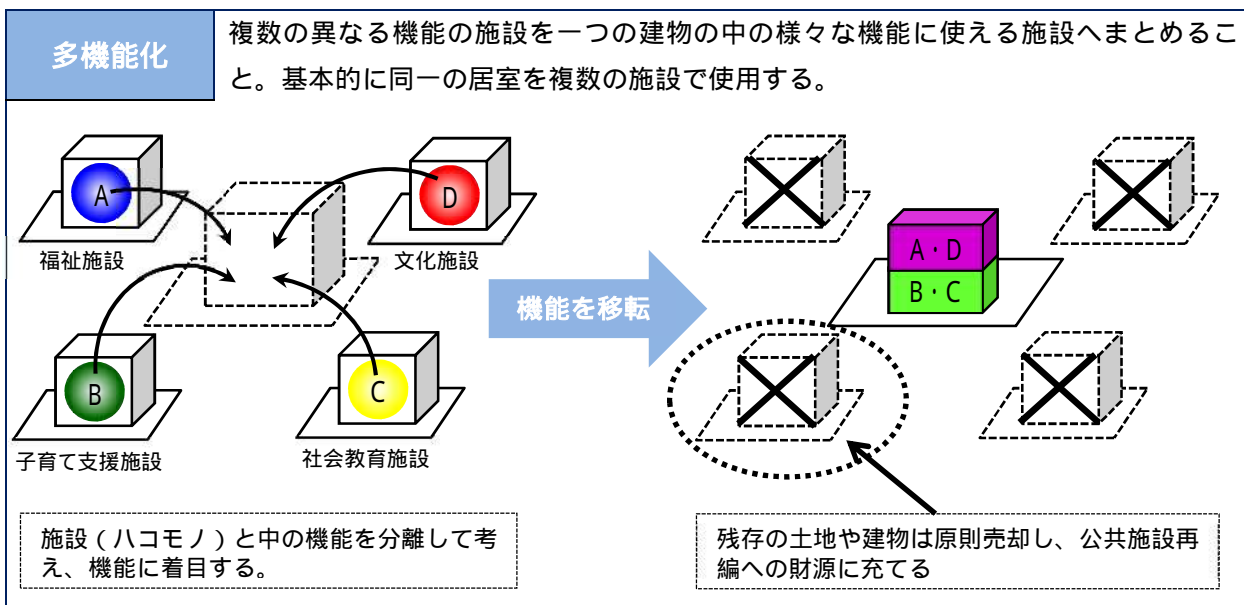 多機能化
複数の異なる機能の施設を一つの建物の中の様々な機能に使える施設へまとめるこ
と。基本的に同一の居室を複数の施設で使用する。
A
福祉施設
D
文化施設
B
子育て支援施設
C
社会教育施設
機能を移転
A・D
B・C
施設(ハコモノ)と中の機能を分離して考
え、機能に着目する。
残存の土地や建物は原則売却し、公共施設再
編への財源に充てる